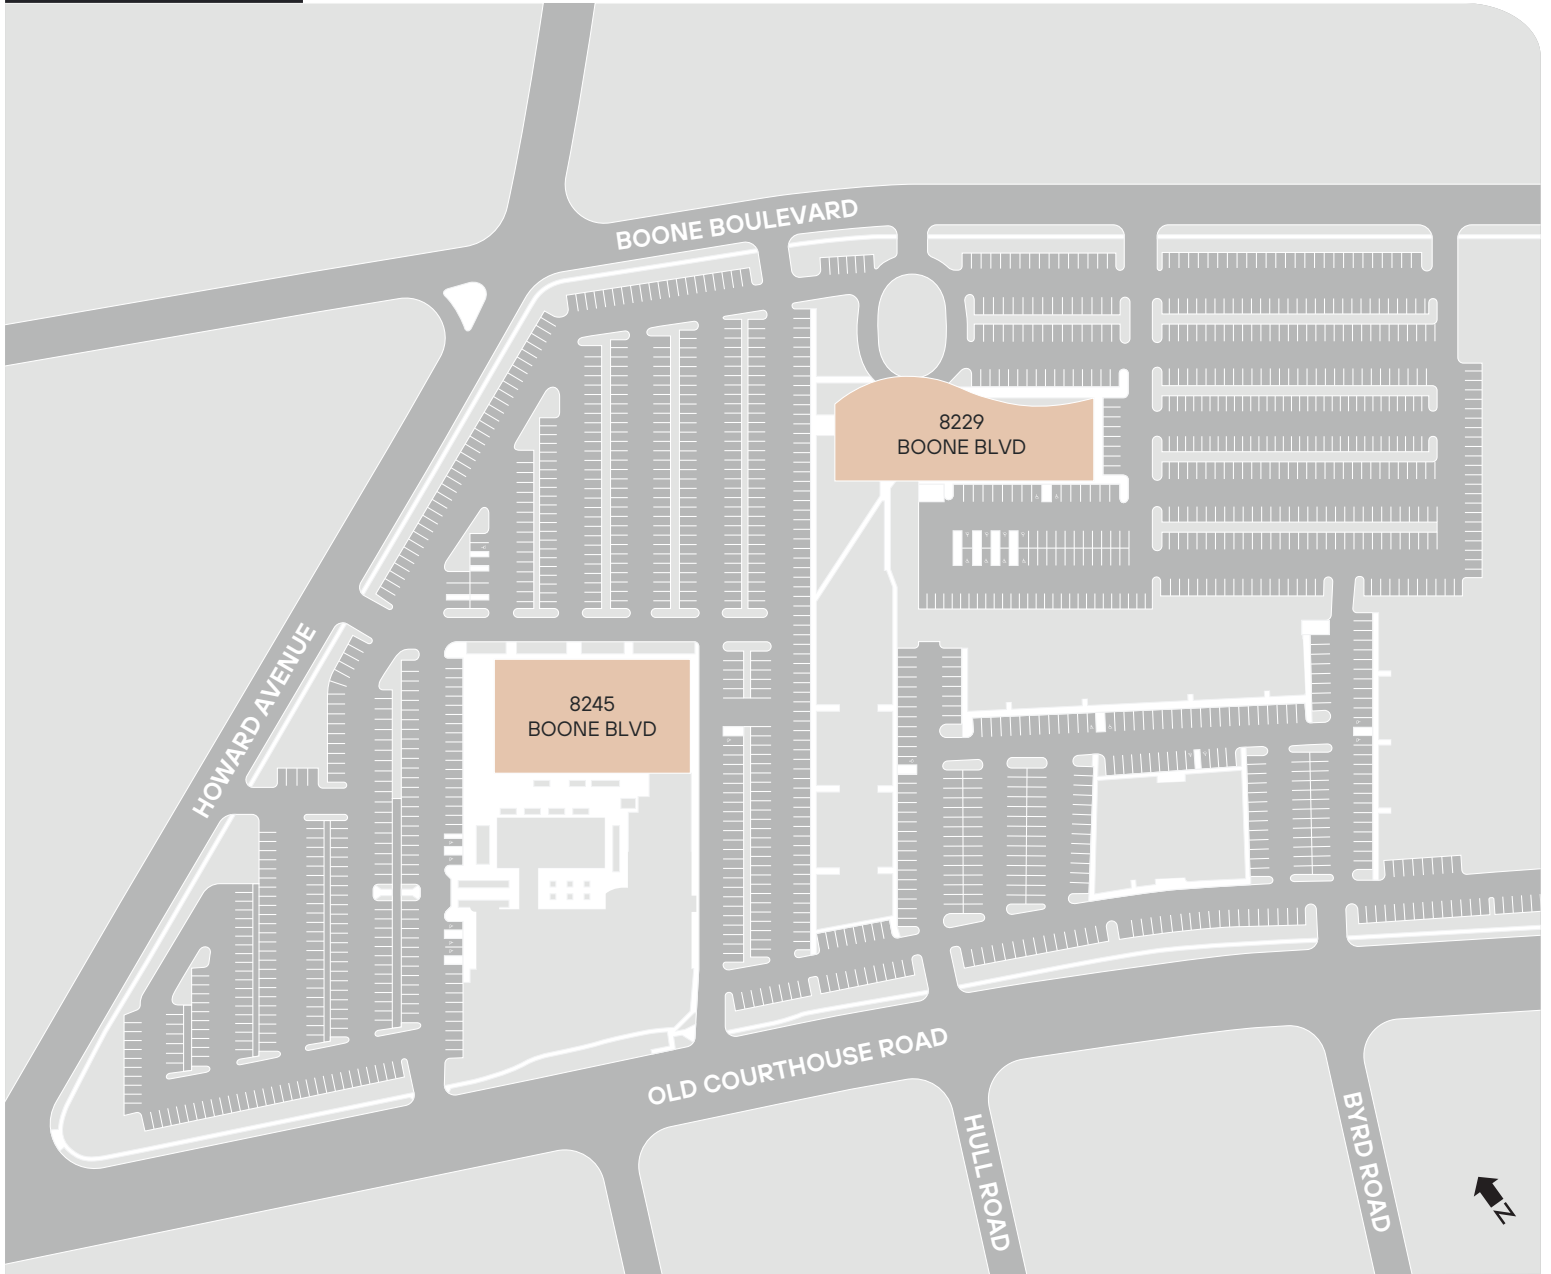 BOONE BOULEVARD
8229
BOONE BLVD
HOWARD AVENUE
8245
BOONE BLVD
OLD COURTHOUSE ROAD
HULL ROAD
BYRD ROAD
N